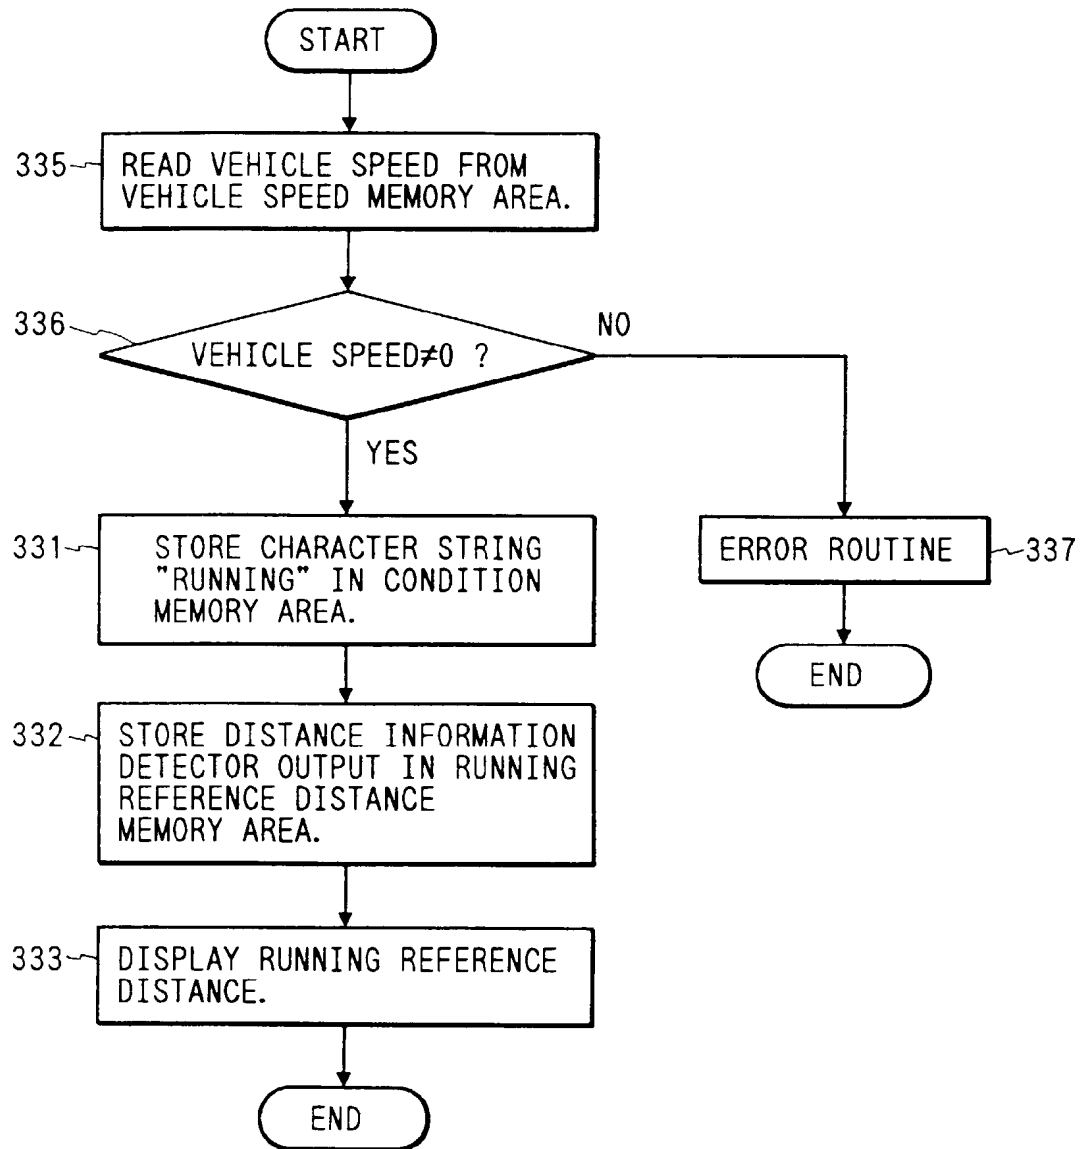 START
335
READ VEHICLE SPEED FROM
VEHICLE SPEED MEMORY AREA.
336
VEHICLE SPEED≠0 ?
NO
YES
331
STORE CHARACTER STRING
"RUNNING" IN CONDITION
MEMORY AREA.
ERROR ROUTINE
337
END
332
STORE DISTANCE INFORMATION
DETECTOR OUTPUT IN RUNNING
REFERENCE DISTANCE
MEMORY AREA.
333
DISPLAY RUNNING REFERENCE
DISTANCE.
END